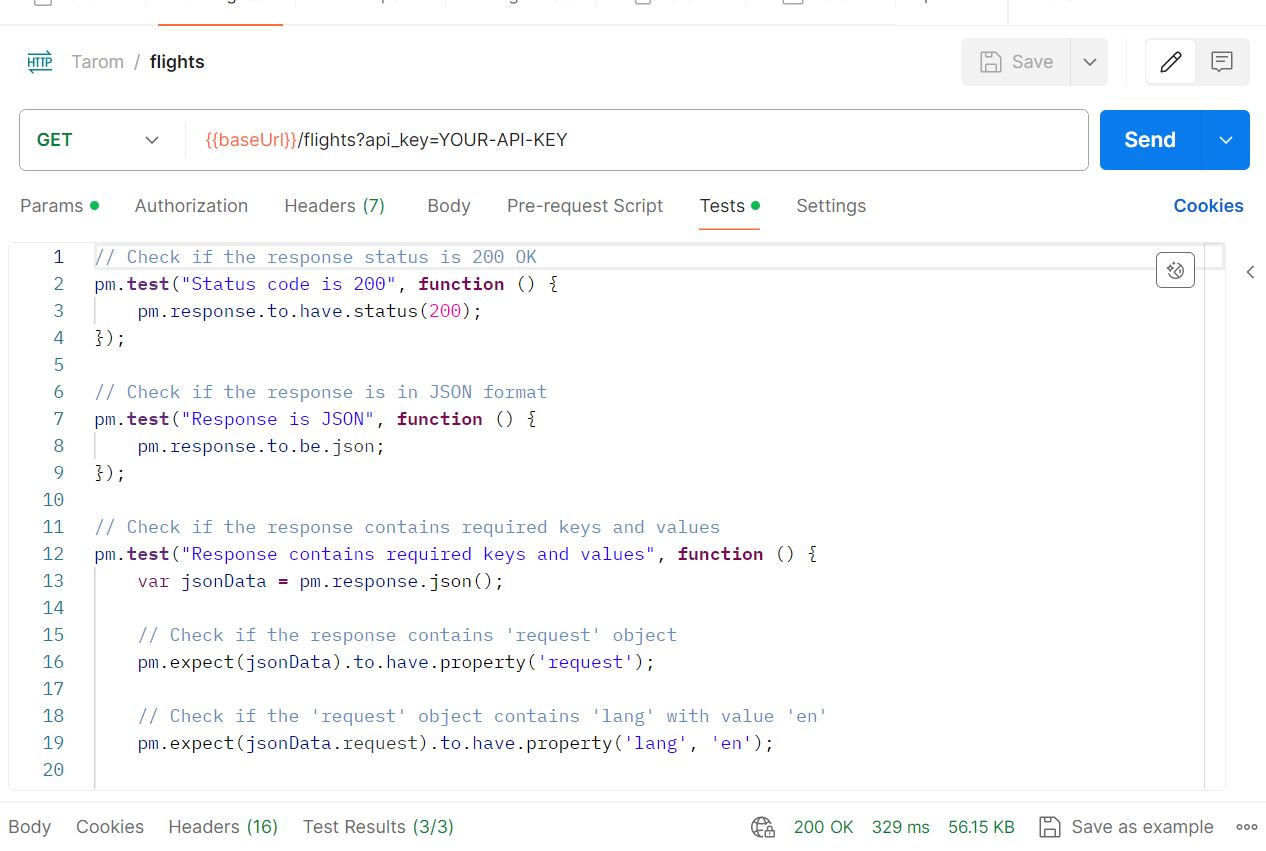 HTTP Tarom / flights Save
GET {{baseUrl}}/flights?api_key=YOUR-API-KEY Send
Params Authorization Headers (7) Body Pre-request Script Tests Settings Cookies
1 // Check if the response status is 200 OK
2 pm.test("Status code is 200", function () {
3 pm.response.to.have.status(200);
4 });
5
6 // Check if the response is in JSON format
7 pm.test("Response is JSON", function () {
8 pm.response.to.be.json;
9 });
10
11 // Check if the response contains required keys and values
12 pm.test("Response contains required keys and values", function () {
13 var jsonData = pm.response.json();
14
15 // Check if the response contains 'request' object
16 pm.expect(jsonData).to.have.property('request');
17
18 // Check if the 'request' object contains 'lang' with value 'en'
19 pm.expect(jsonData.request).to.have.property('lang', 'en');
20
Body Cookies Headers (16) Test Results (3/3) 200 OK 329 ms 56.15 KB Save as example